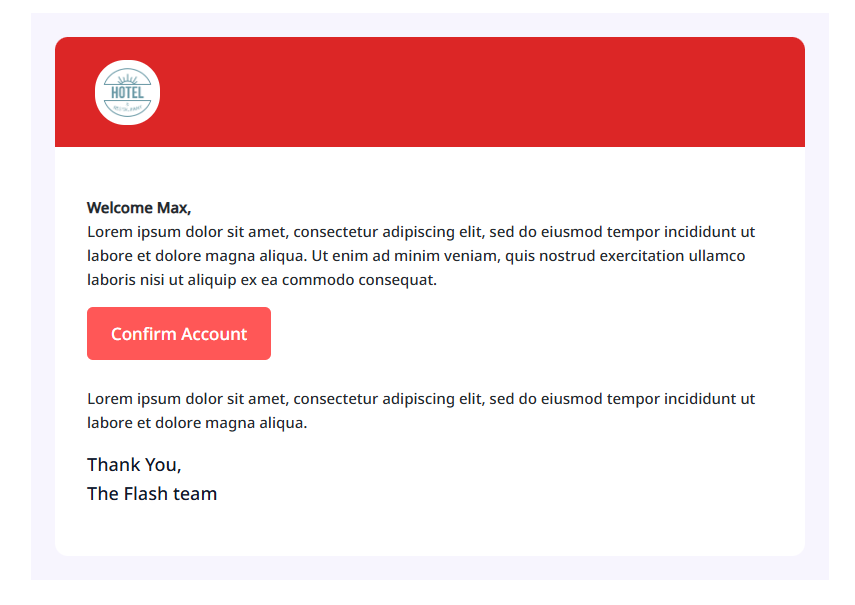 HOTEL
&
RESTAURANT
Welcome Max,
Lorem ipsum dolor sit amet, consectetur adipiscing elit, sed do eiusmod tempor incididunt ut
labore et dolore magna aliqua. Ut enim ad minim veniam, quis nostrud exercitation ullamco
laboris nisi ut aliquip ex ea commodo consequat.
Confirm Account
Lorem ipsum dolor sit amet, consectetur adipiscing elit, sed do eiusmod tempor incididunt ut
labore et dolore magna aliqua.
Thank You,
The Flash team